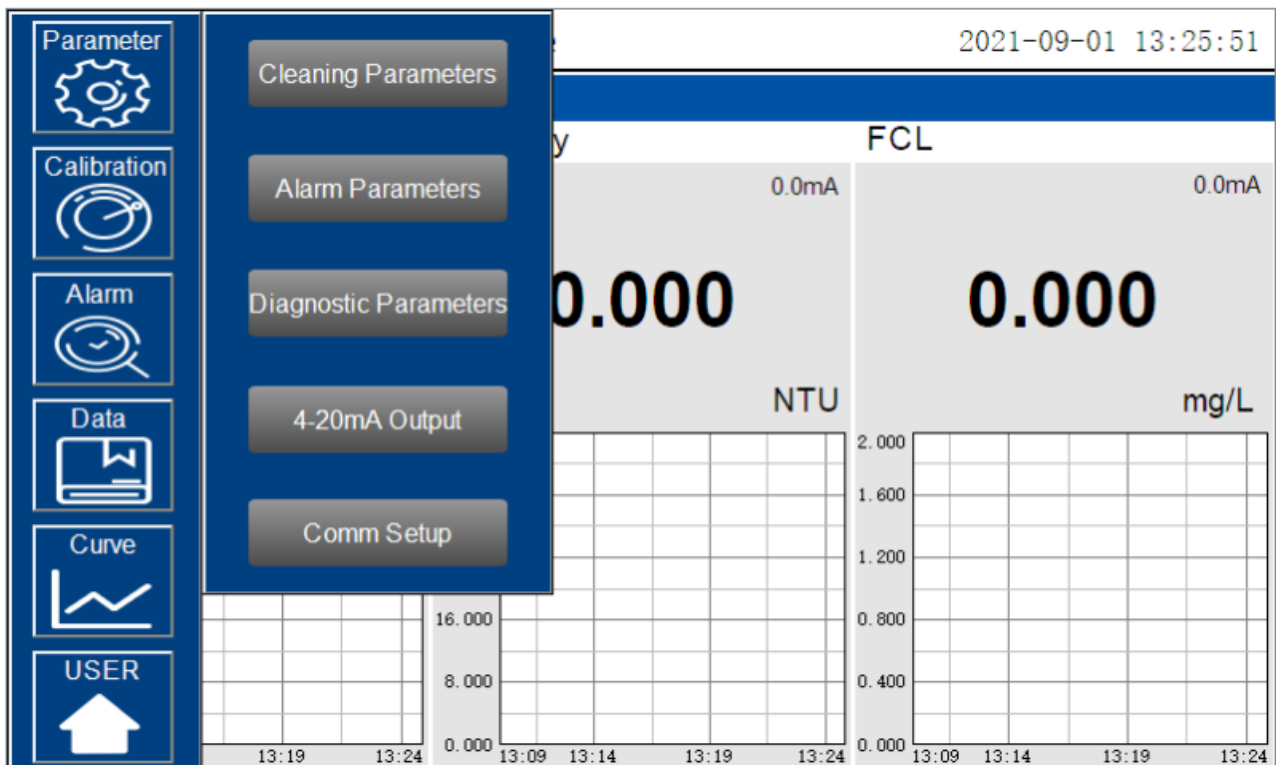 Parameter
Calibration
Alarm
Data
Curve
USER
Cleaning Parameters
Alarm Parameters
Diagnostic Parameters
4-20mA Output
Comm Setup
e
2021-09-01 13:25:51
y
FCL
0.0mA
0.0mA
0.000
0.000
NTU
mg/L
13:19 13:24
16.000
8.000
0.000
13:09 13:14 13:19 13:24
2.000
1.600
1.200
0.800
0.400
0.000
13:09 13:14 13:19 13:24